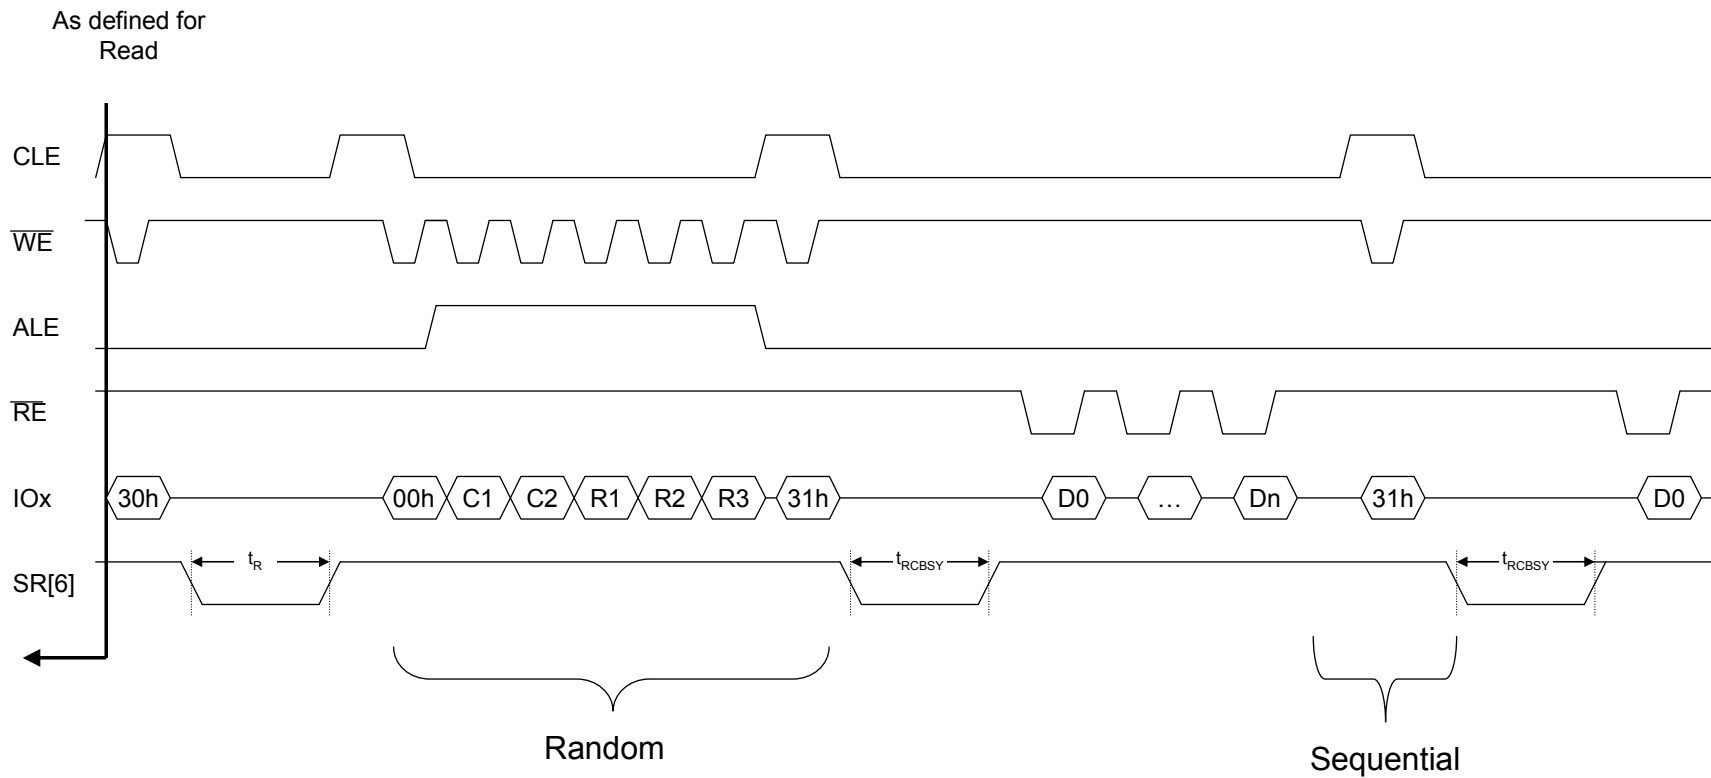 As defined for
Read
CLE
WE
ALE
RE
IOx
30h 00h C1 C2 R1 R2 R3 31h D0 … Dn 31h D0
SR[6]
tR tRCBSY tRCBSY
Random
Sequential